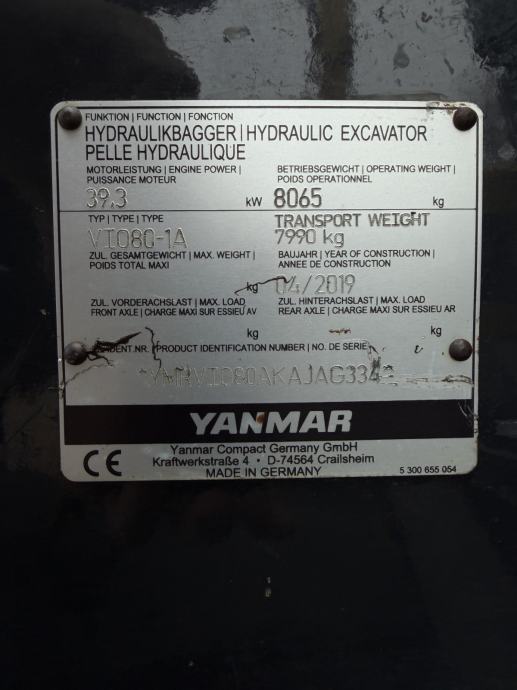 FUNKTION | FUNCTION | FONCTION
HYDRAULIKBAGGER | HYDRAULIC EXCAVATOR
PELLE HYDRAULIQUE
MOTORLEISTUNG | ENGINE POWER | BETRIEBSGEWICHT | OPERATING WEIGHT |
PUISSANCE MOTEUR POIDS OPERATIONNEL
39,3 kW 8065 kg
TYP | TYPE | TYPE TRANSPORT WEIGHT
VIO80-1A 7990 kg
ZUL. GESAMTGEWICHT | MAX. WEIGHT | BAUJAHR | YEAR OF CONSTRUCTION |
POIDS TOTAL MAXI ANNEE DE CONSTRUCTION
kg 04/2019
ZUL. VORDERACHSLAST | MAX. LOAD ZUL. HINTERACHSLAST | MAX. LOAD
FRONT AXLE | CHARGE MAXI SUR ESSIEU AV REAR AXLE | CHARGE MAXI SUR ESSIEU AR
kg kg
IDENT.NR. | PRODUCT IDENTIFICATION NUMBER | NO. DE SERIE
YMRVIO80AKAJAG334
YANMAR
Yanmar Compact Germany GmbH
Kraftwerkstraße 4 • D-74564 Crailsheim
CE MADE IN GERMANY 5 300 655 054